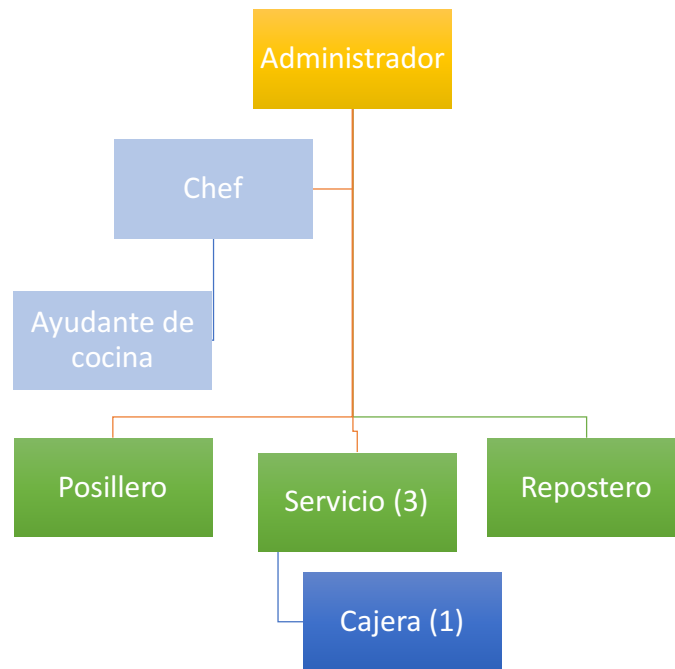 Administrador
Chef
Ayudante de
cocina
Posillero
Servicio (3)
Repostero
Cajera (1)